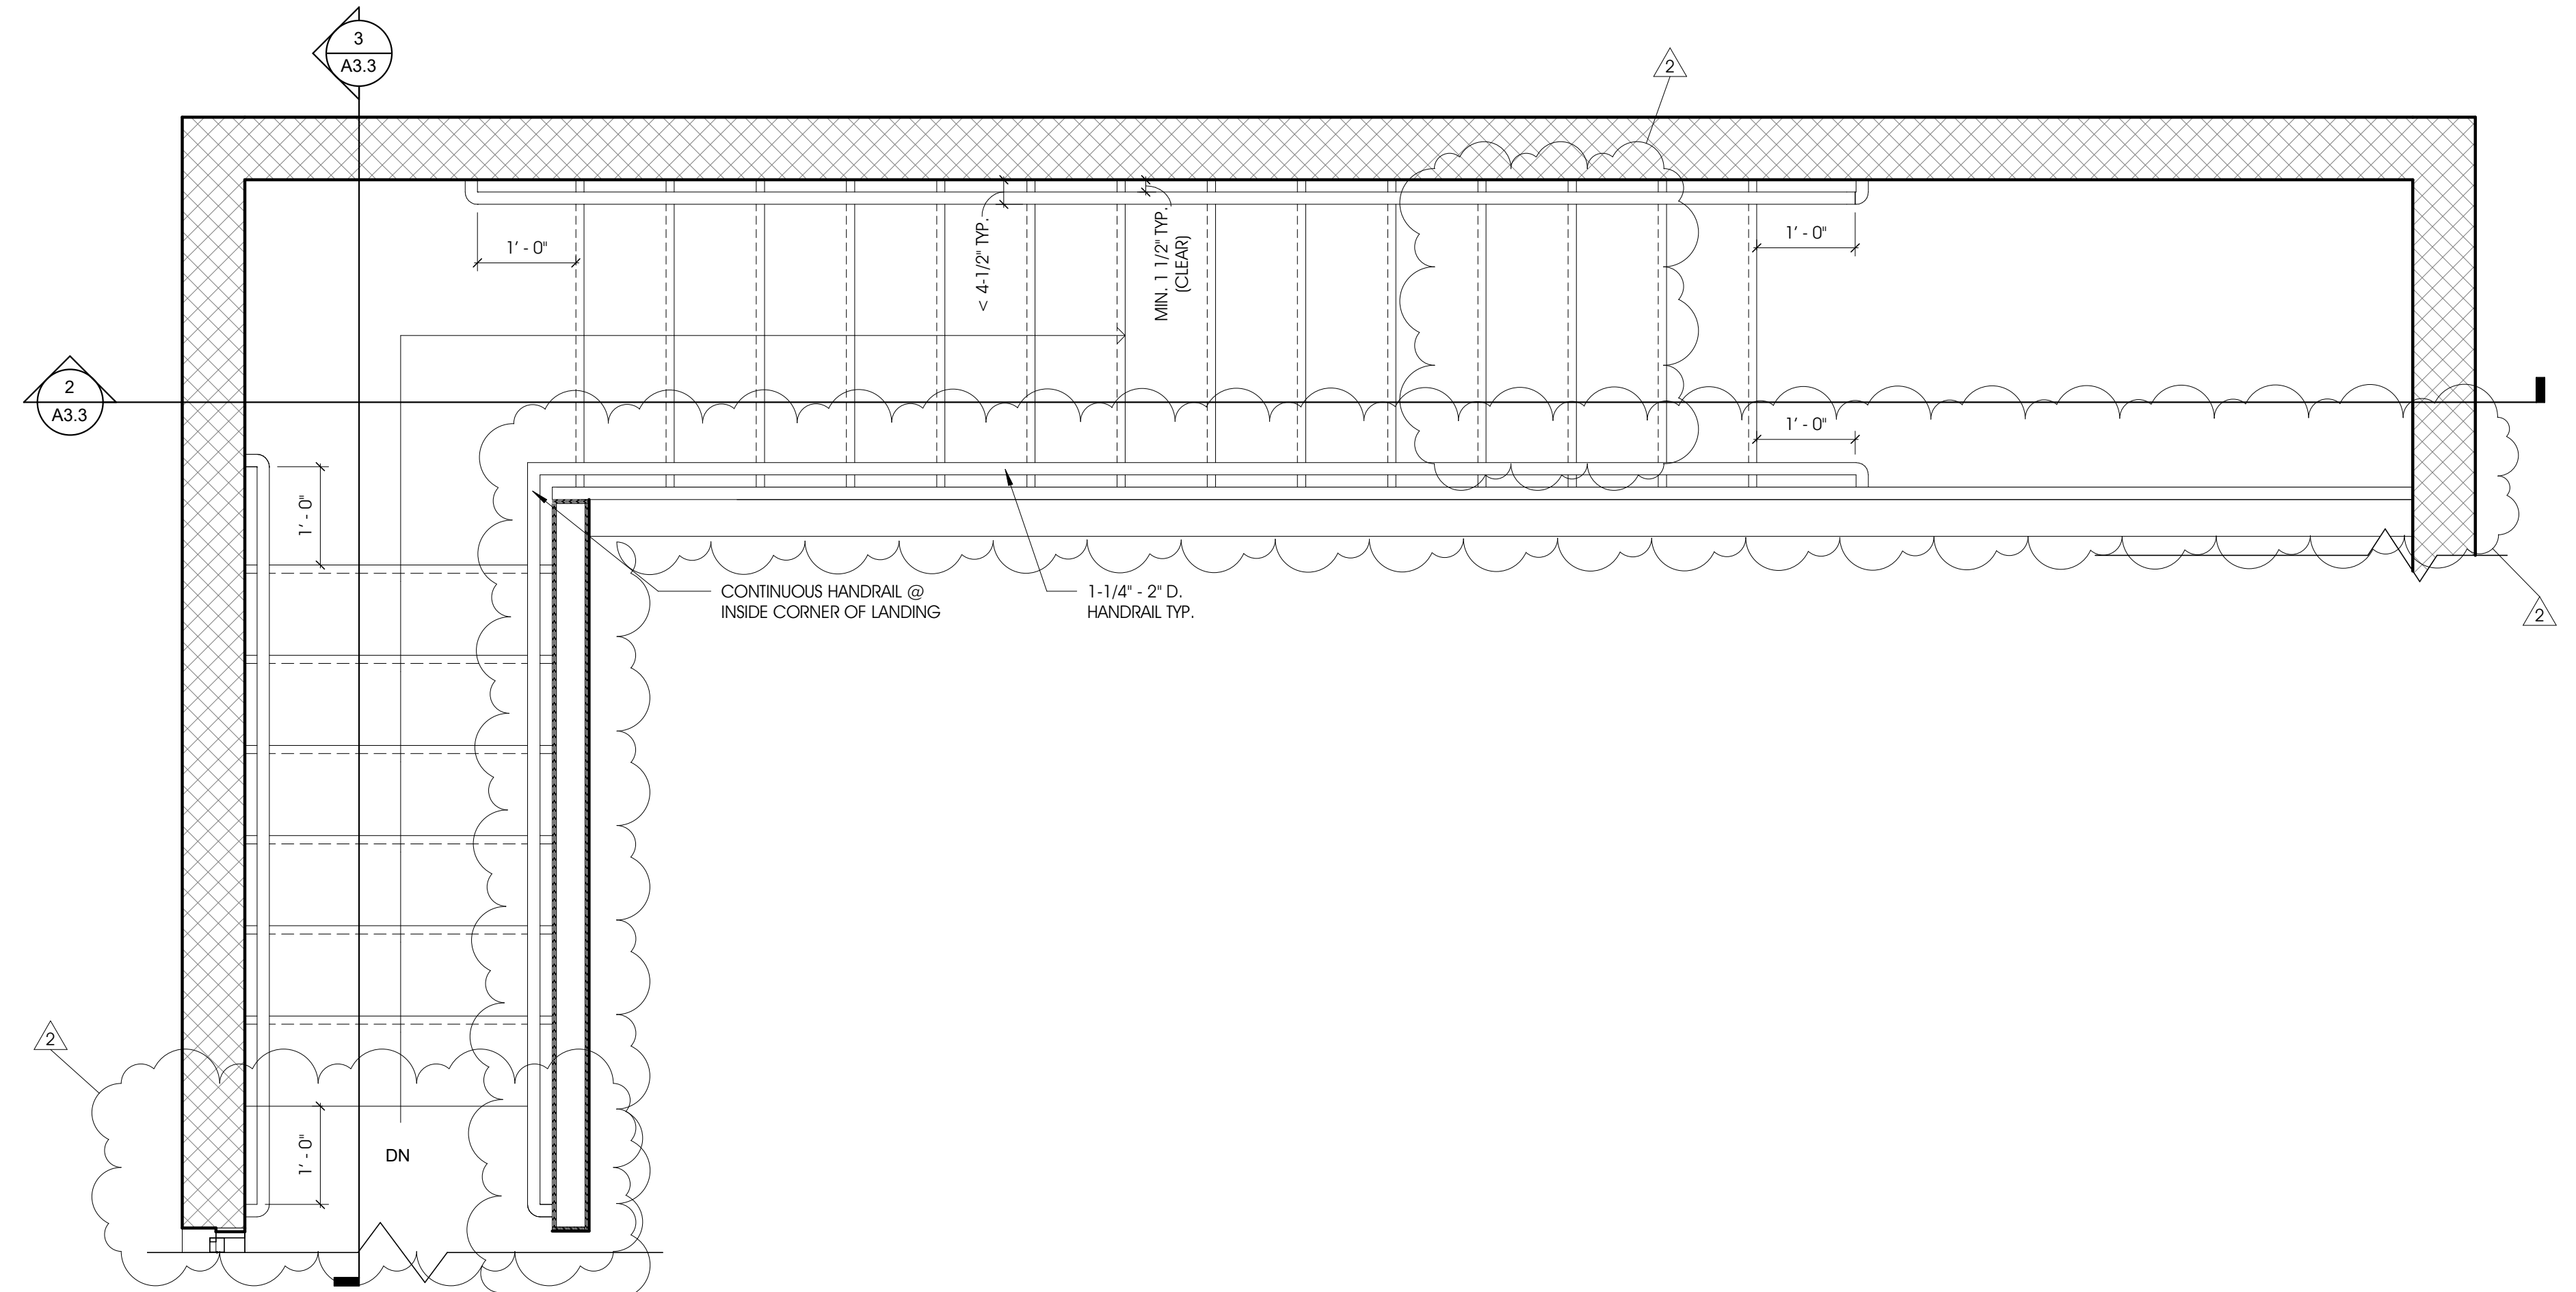 3
A3.3
2
1' - 0"
< 4-1/2" TYP.
MIN. 1 1/2" TYP.
(CLEAR)
1' - 0"
2
A3.3
1' - 0"
1' - 0"
CONTINUOUS HANDRAIL @
INSIDE CORNER OF LANDING
1-1/4" - 2" D.
HANDRAIL TYP.
2
2
1' - 0"
DN